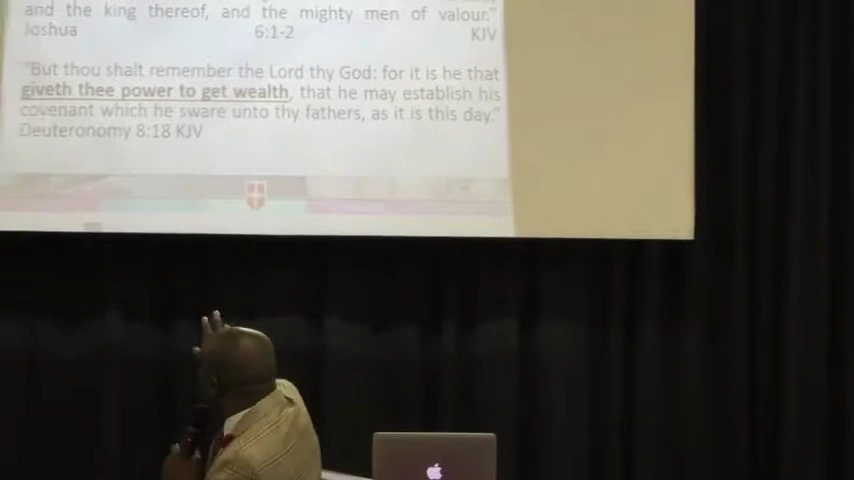 and the king thereof, and the mighty men of valour."
Joshua 6:1-2 KJV
"But thou shalt remember the Lord thy God: for it is he that
giveth thee power to get wealth, that he may establish his
covenant which he sware unto thy fathers, as it is this day."
Deuteronomy 8:18 KJV